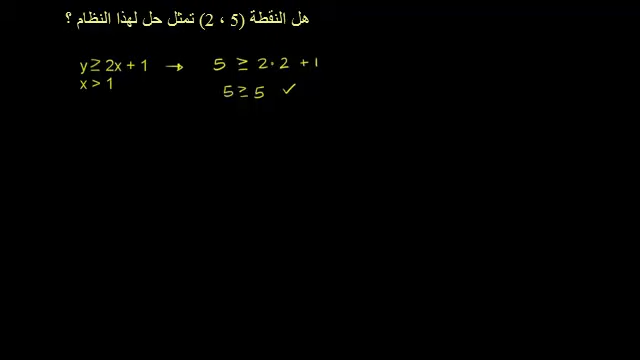 هل النقطة (5 ، 2) تمثل حل لهذا النظام ؟
y ≥ 2x + 1 → 5 ≥ 2·2 + 1
x > 1
5 ≥ 5 ✓